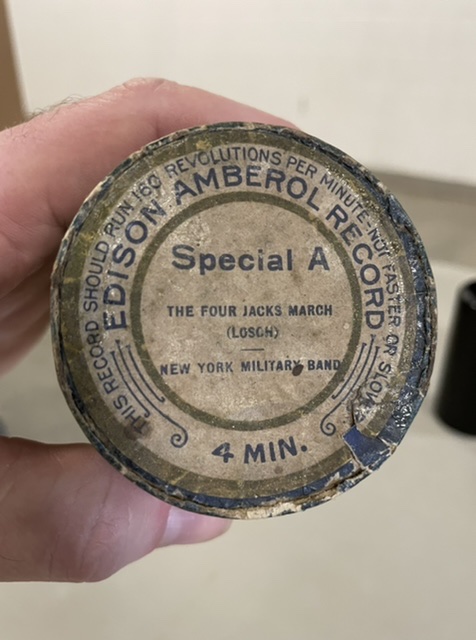 THIS RECORD SHOULD RUN 160 REVOLUTIONS PER MINUTE-NOT FASTER OR SLOW
EDISON AMBEROL RECORD
Special A
THE FOUR JACKS MARCH
(LOSCH)
NEW YORK MILITARY BAND
4 MIN.